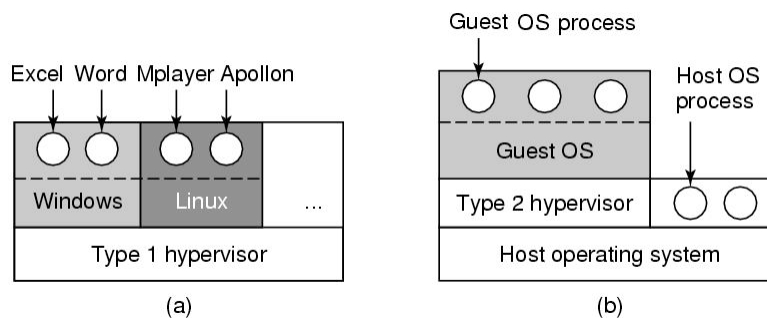 Excel Word Mplayer Apollon
Windows
Linux
...
Type 1 hypervisor
(a)
Guest OS process
Host OS
process
Guest OS
Type 2 hypervisor
Host operating system
(b)